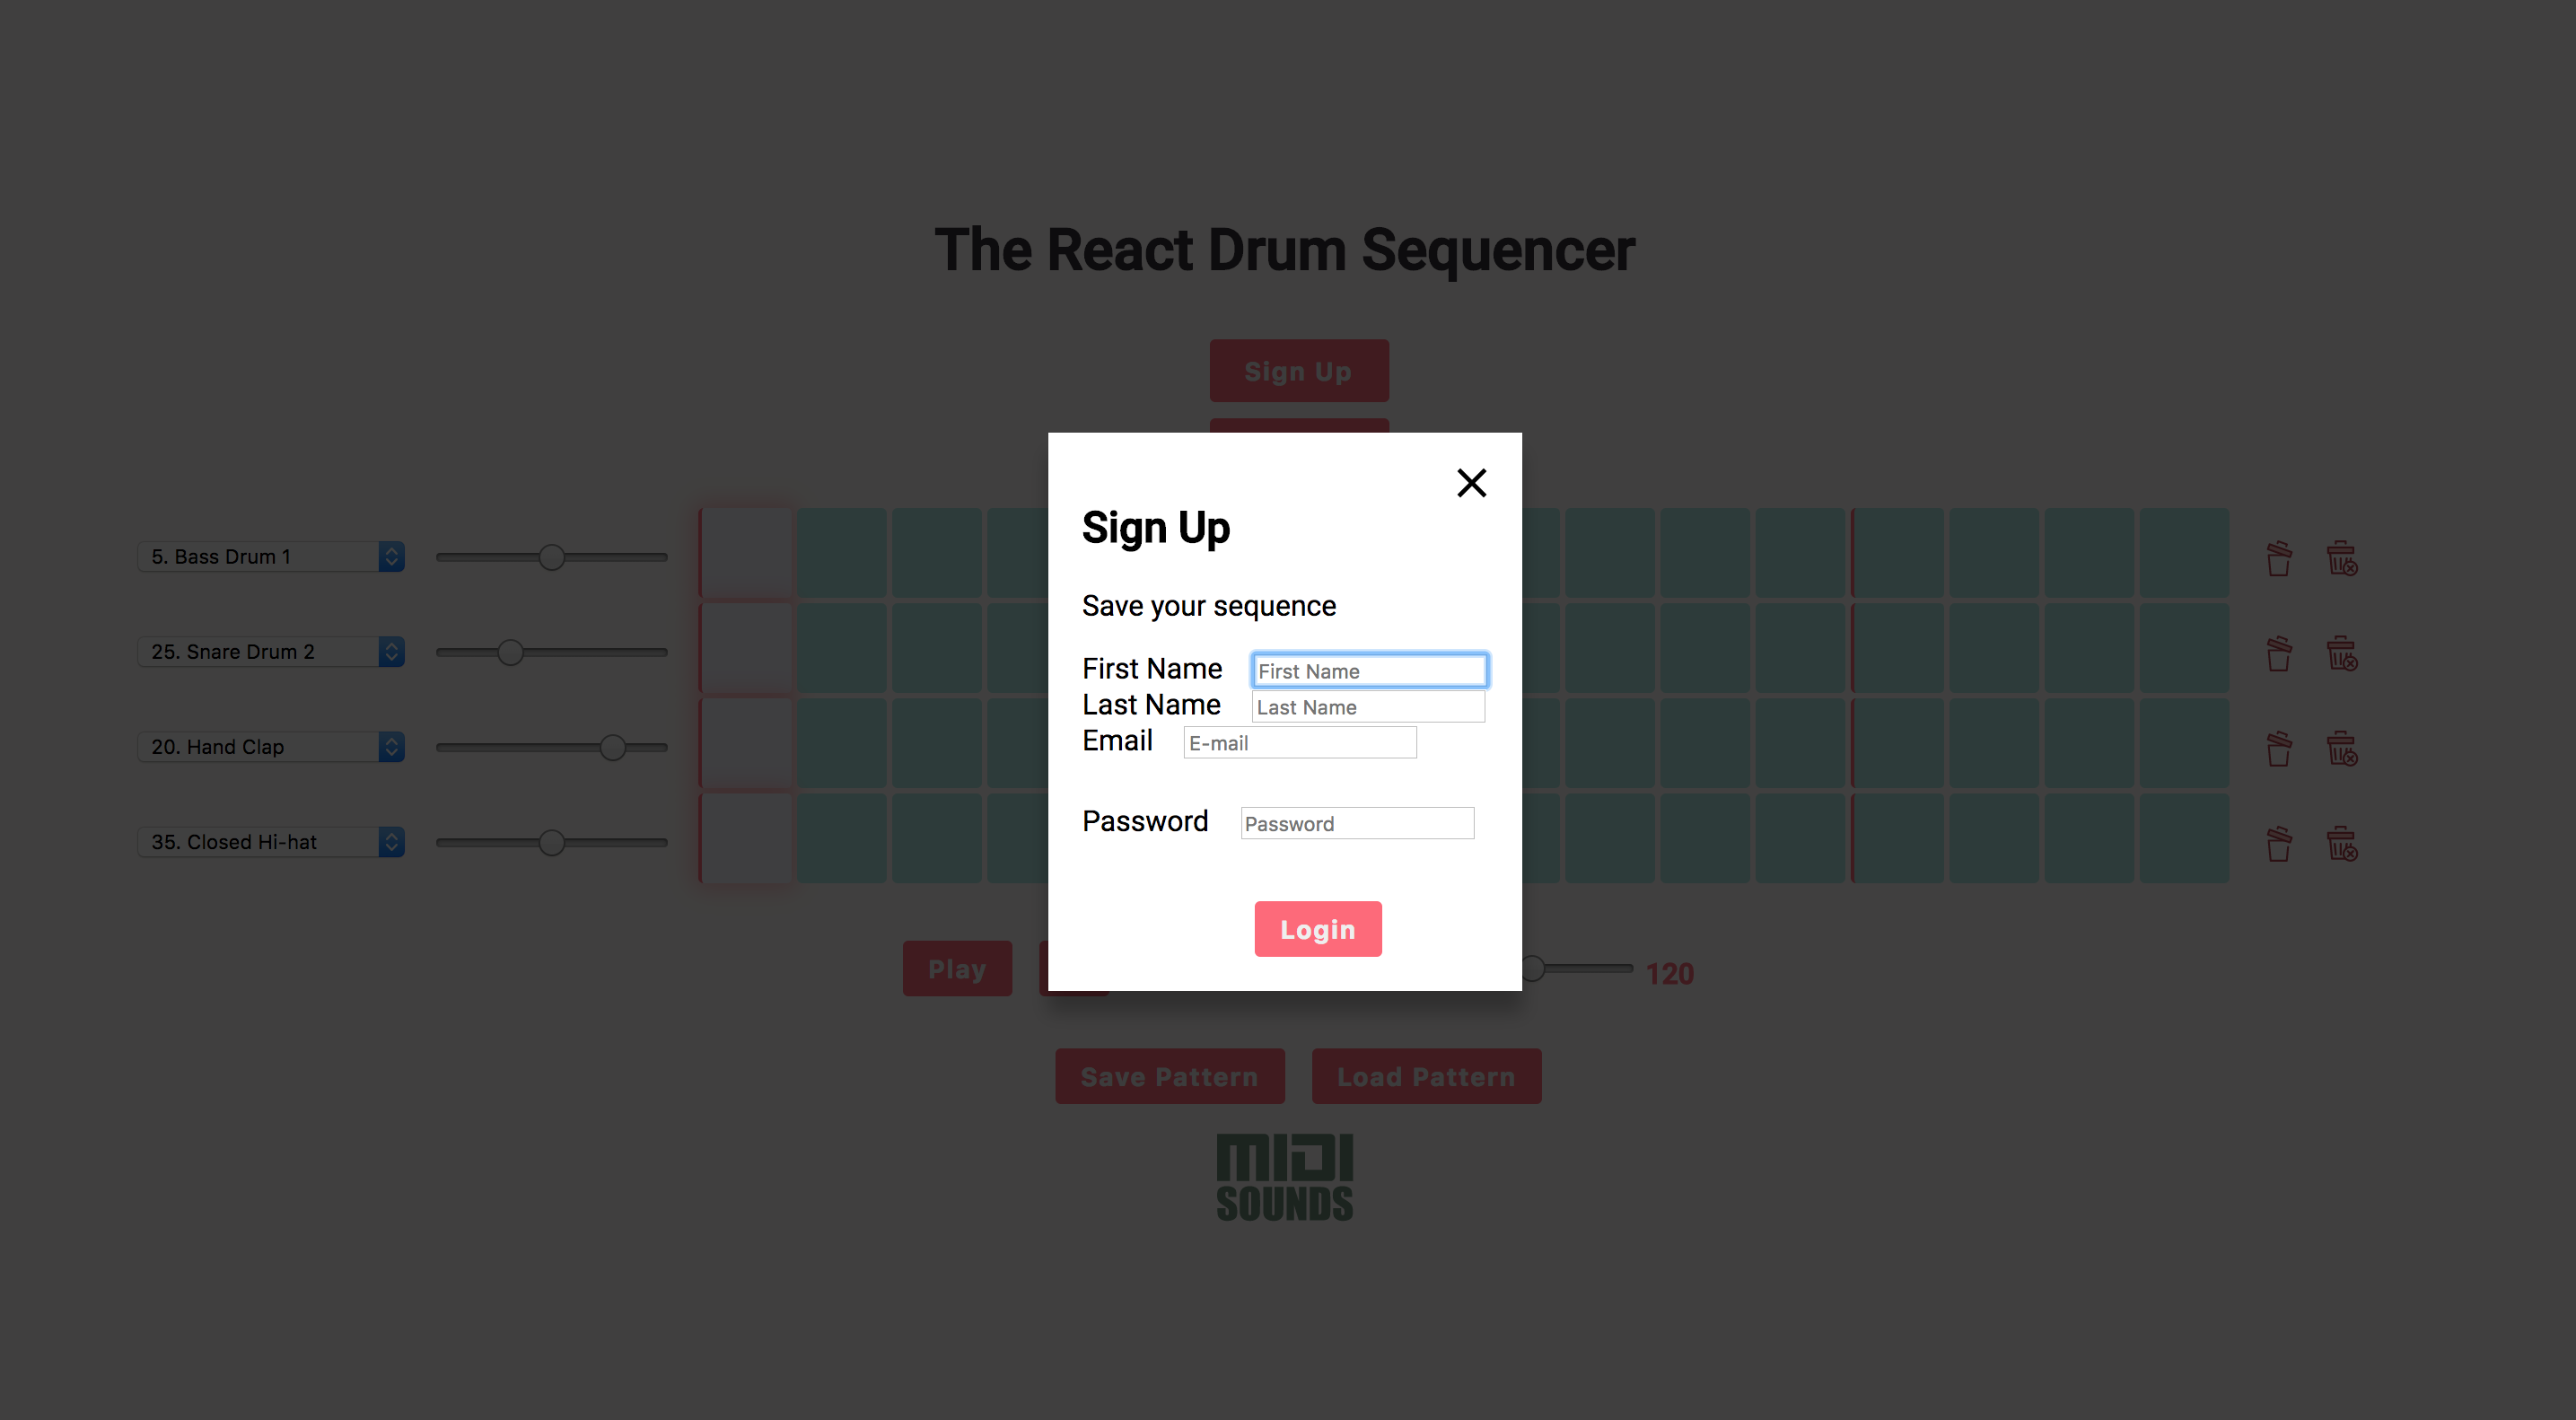 The React Drum Sequencer
Sign Up
Sign Up
Save your sequence
First Name First Name
Last Name Last Name
Email E-mail
Password Password
Login
5. Bass Drum 1
25. Snare Drum 2
20. Hand Clap
35. Closed Hi-hat
Play
120
Save Pattern Load Pattern
MIDI
SOUNDS